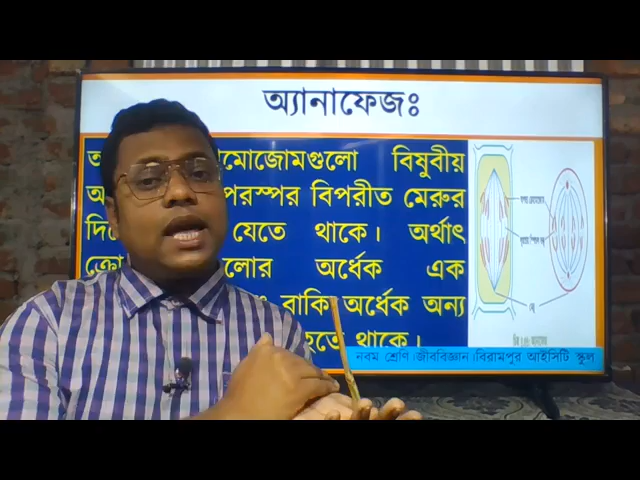 অ্যানাফেজঃ
মোজোমগুলো বিষুবীয়
পরস্পর বিপরীত মেরুর
যেতে থাকে। অর্থাৎ
ক্রো লোর অর্ধেক এক
বাকি অর্ধেক অন্য
হতে থাকে।
নবম শ্রেণি।জীববিজ্ঞান।বিরামপুর আইসিটি স্কুল